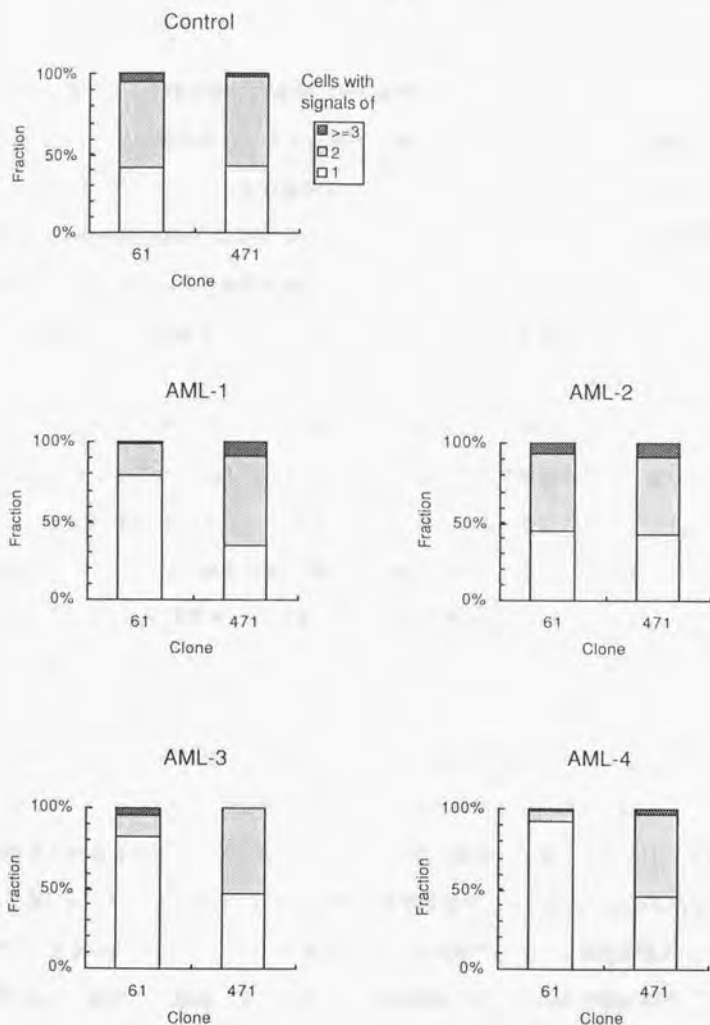 Control
Cells with
signals of
>=3
2
1
100%
50%
0%
Fraction
61 471
Clone
AML-1
100%
50%
0%
Fraction
61 471
Clone
AML-2
100%
50%
0%
Fraction
61 471
Clone
AML-3
100%
50%
0%
Fraction
61 471
Clone
AML-4
100%
50%
0%
Fraction
61 471
Clone